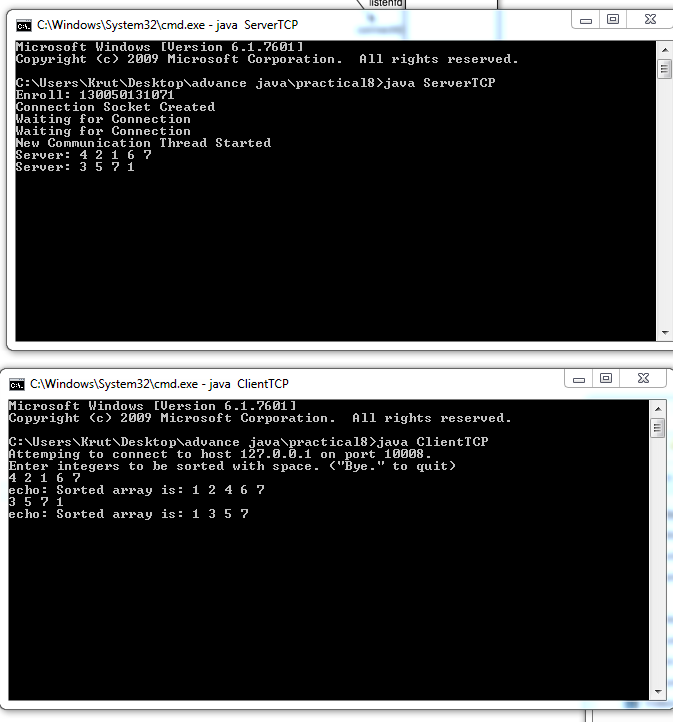 listenfd
C:\Windows\System32\cmd.exe - java  ServerTCP
Microsoft Windows [Version 6.1.7601]
Copyright (c) 2009 Microsoft Corporation.  All rights reserved.
C:\Users\Krut\Desktop\advance java\practical8>java ServerTCP
Enroll: 130050131071
Connection Socket Created
Waiting for Connection
Waiting for Connection
New Communication Thread Started
Server: 4 2 1 6 7
Server: 3 5 7 1
C:\Windows\System32\cmd.exe - java  ClientTCP
Microsoft Windows [Version 6.1.7601]
Copyright (c) 2009 Microsoft Corporation.  All rights reserved.
C:\Users\Krut\Desktop\advance java\practical8>java ClientTCP
Attemping to connect to host 127.0.0.1 on port 10008.
Enter integers to be sorted with space. ("Bye." to quit)
4 2 1 6 7
echo: Sorted array is: 1 2 4 6 7
3 5 7 1
echo: Sorted array is: 1 3 5 7